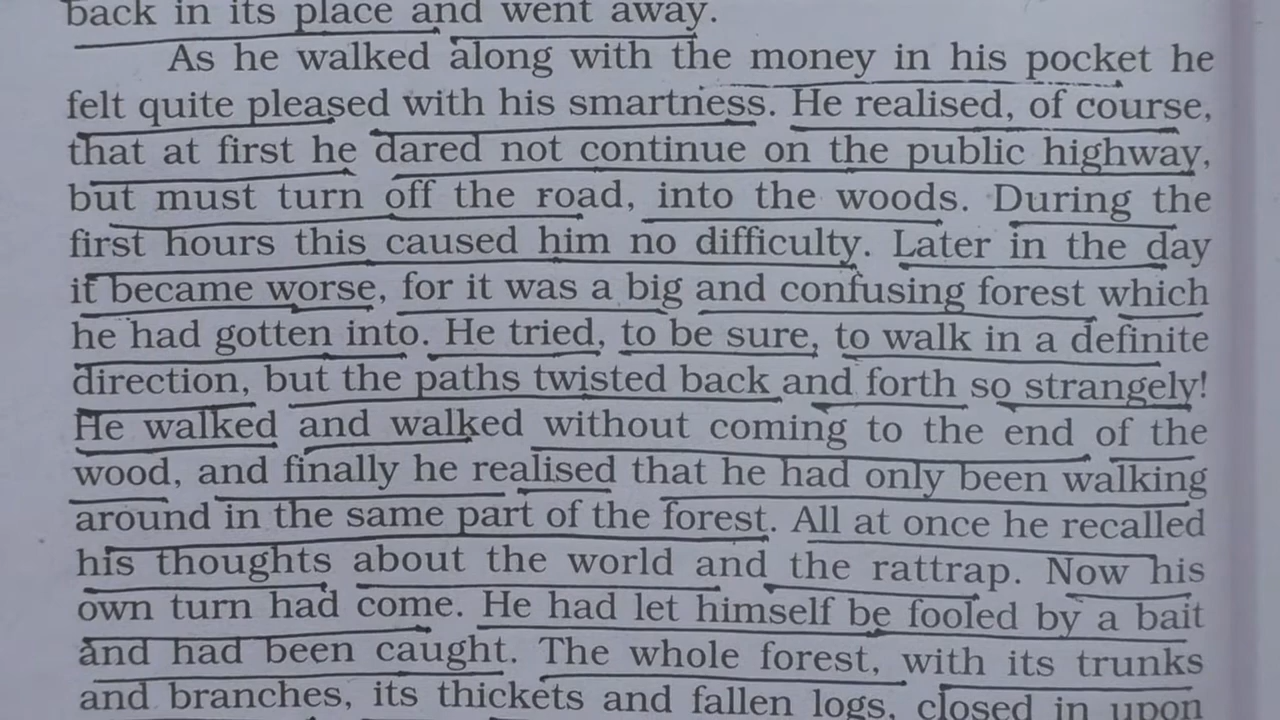 back in its place and went away.
As he walked along with the money in his pocket he
felt quite pleased with his smartness. He realised, of course,
that at first he dared not continue on the public highway,
but must turn off the road, into the woods. During the
first hours this caused him no difficulty. Later in the day
it became worse, for it was a big and confusing forest which
he had gotten into. He tried, to be sure, to walk in a definite
direction, but the paths twisted back and forth so strangely!
He walked and walked without coming to the end of the
wood, and finally he realised that he had only been walking
around in the same part of the forest. All at once he recalled
his thoughts about the world and the rattrap. Now his
own turn had come. He had let himself be fooled by a bait
and had been caught. The whole forest, with its trunks
and branches, its thickets and fallen logs, closed in upon